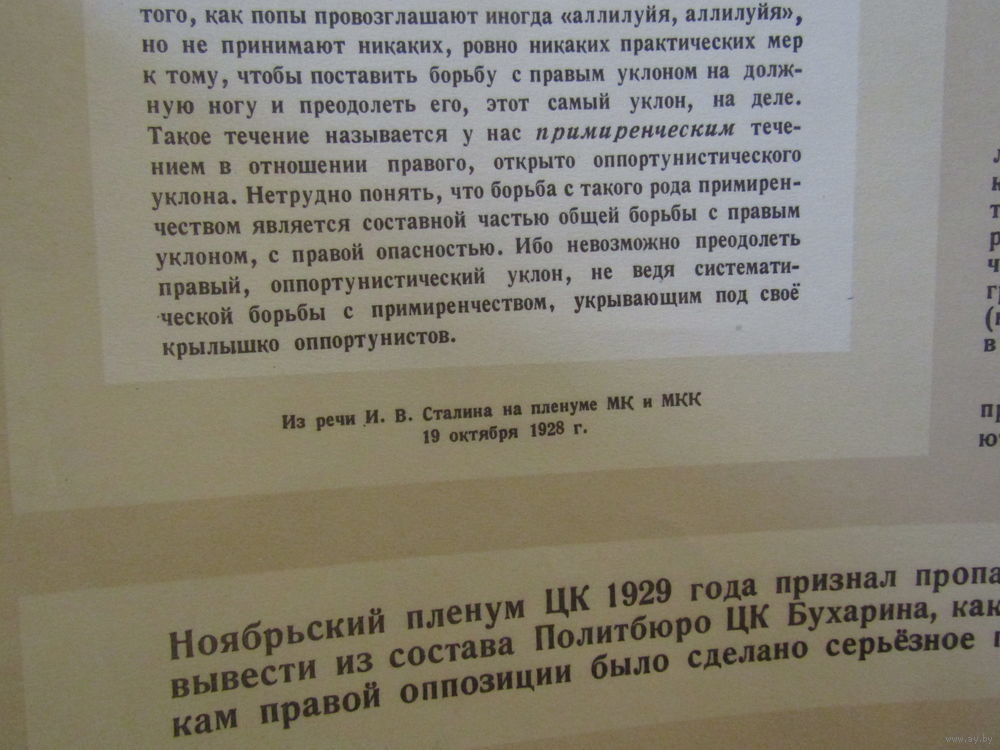 того, как попы провозглашают иногда «аллилуйя, аллилуйя»,
но не принимают никаких, ровно никаких практических мер
к тому, чтобы поставить борьбу с правым уклоном на долж-
ную ногу и преодолеть его, этот самый уклон, на деле.
Такое течение называется у нас примиренческим тече-
нием в отношении правого, открыто оппортунистического
уклона. Нетрудно понять, что борьба с такого рода примирен-
чеством является составной частью общей борьбы с правым
уклоном, с правой опасностью. Ибо невозможно преодолеть
правый, оппортунистический уклон, не ведя системати-
ческой борьбы с примиренчеством, укрывающим под своё
крылышко оппортунистов.
Из речи И. В. Сталина на пленуме МК и МКК
19 октября 1928 г.
Ноябрьский пленум ЦК 1929 года признал пропа
вывести из состава Политбюро ЦК Бухарина, как
кам правой оппозиции было сделано серьёзное
www.ay.by